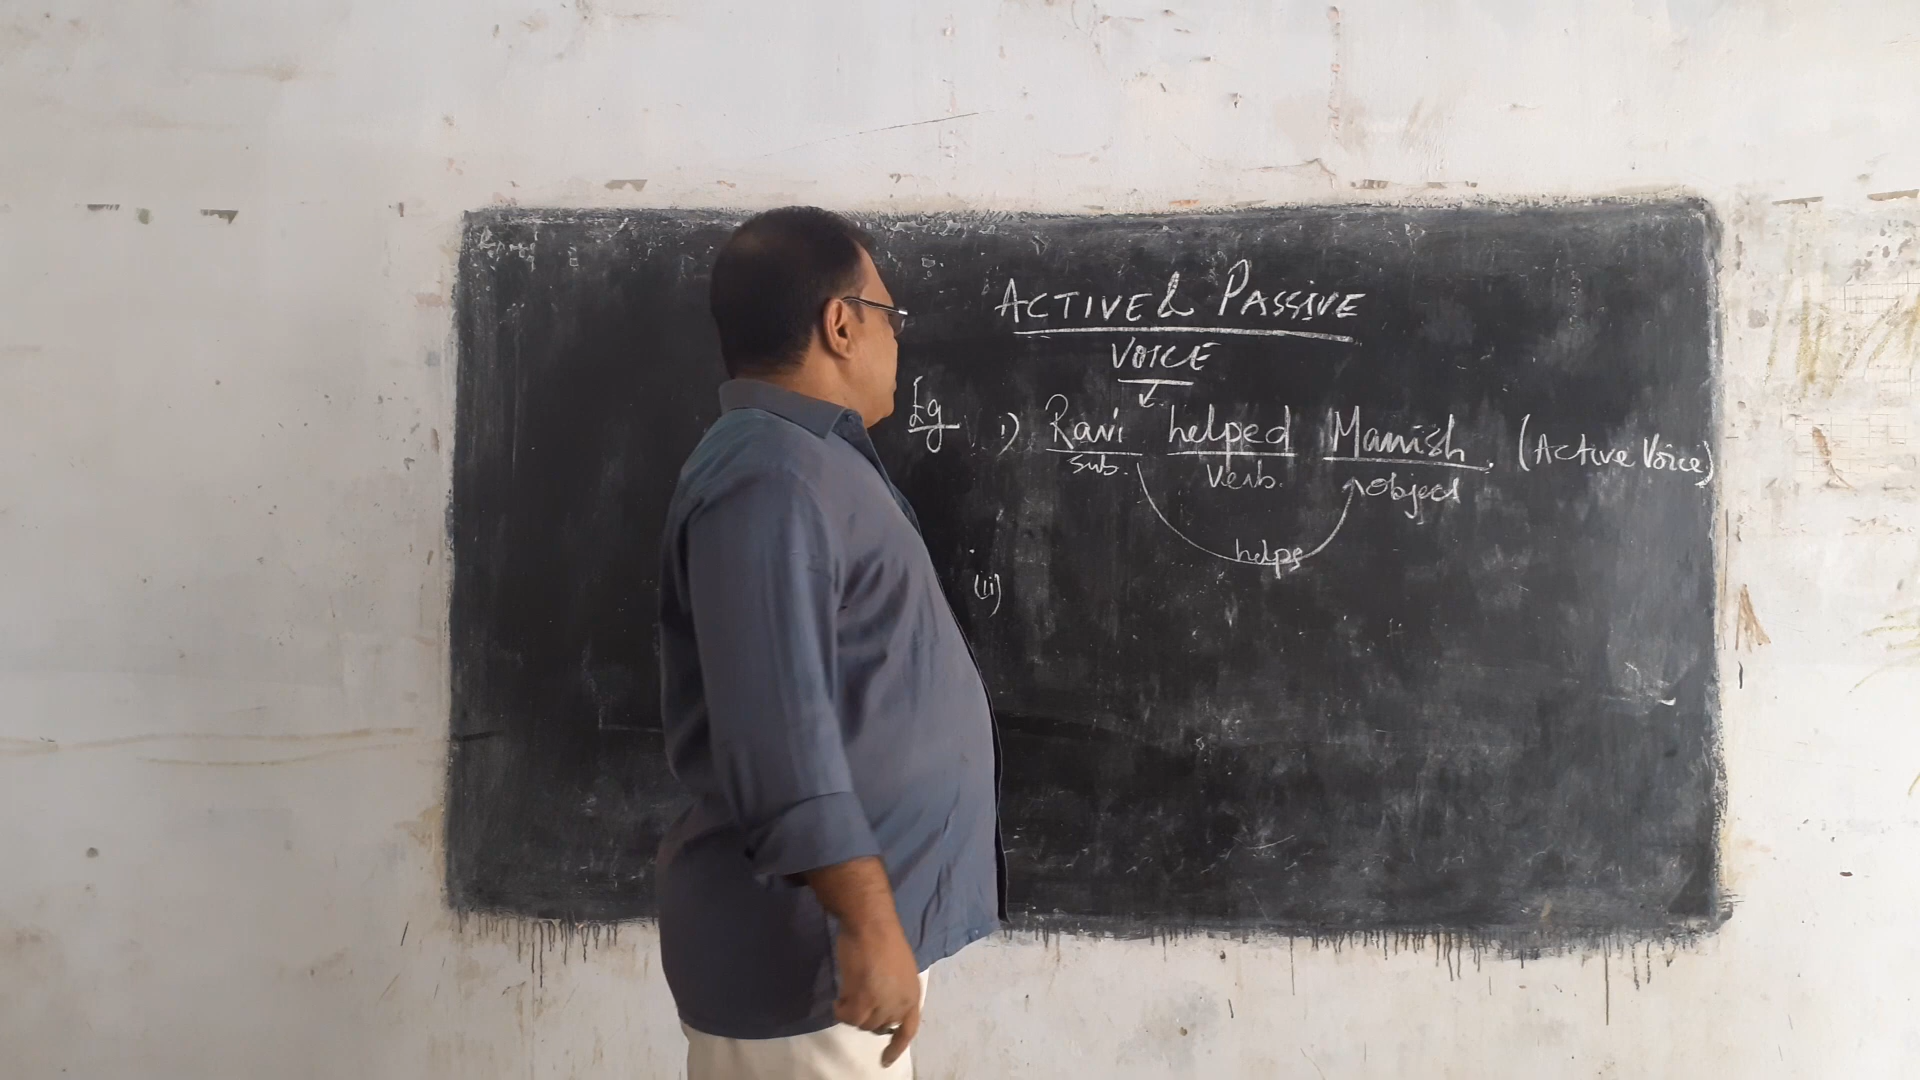 ACTIVE & PASSIVE
VOICE
Eg i) Ravi helped Manish. (Active Voice)
sub. Verb. object
helps
(ii)